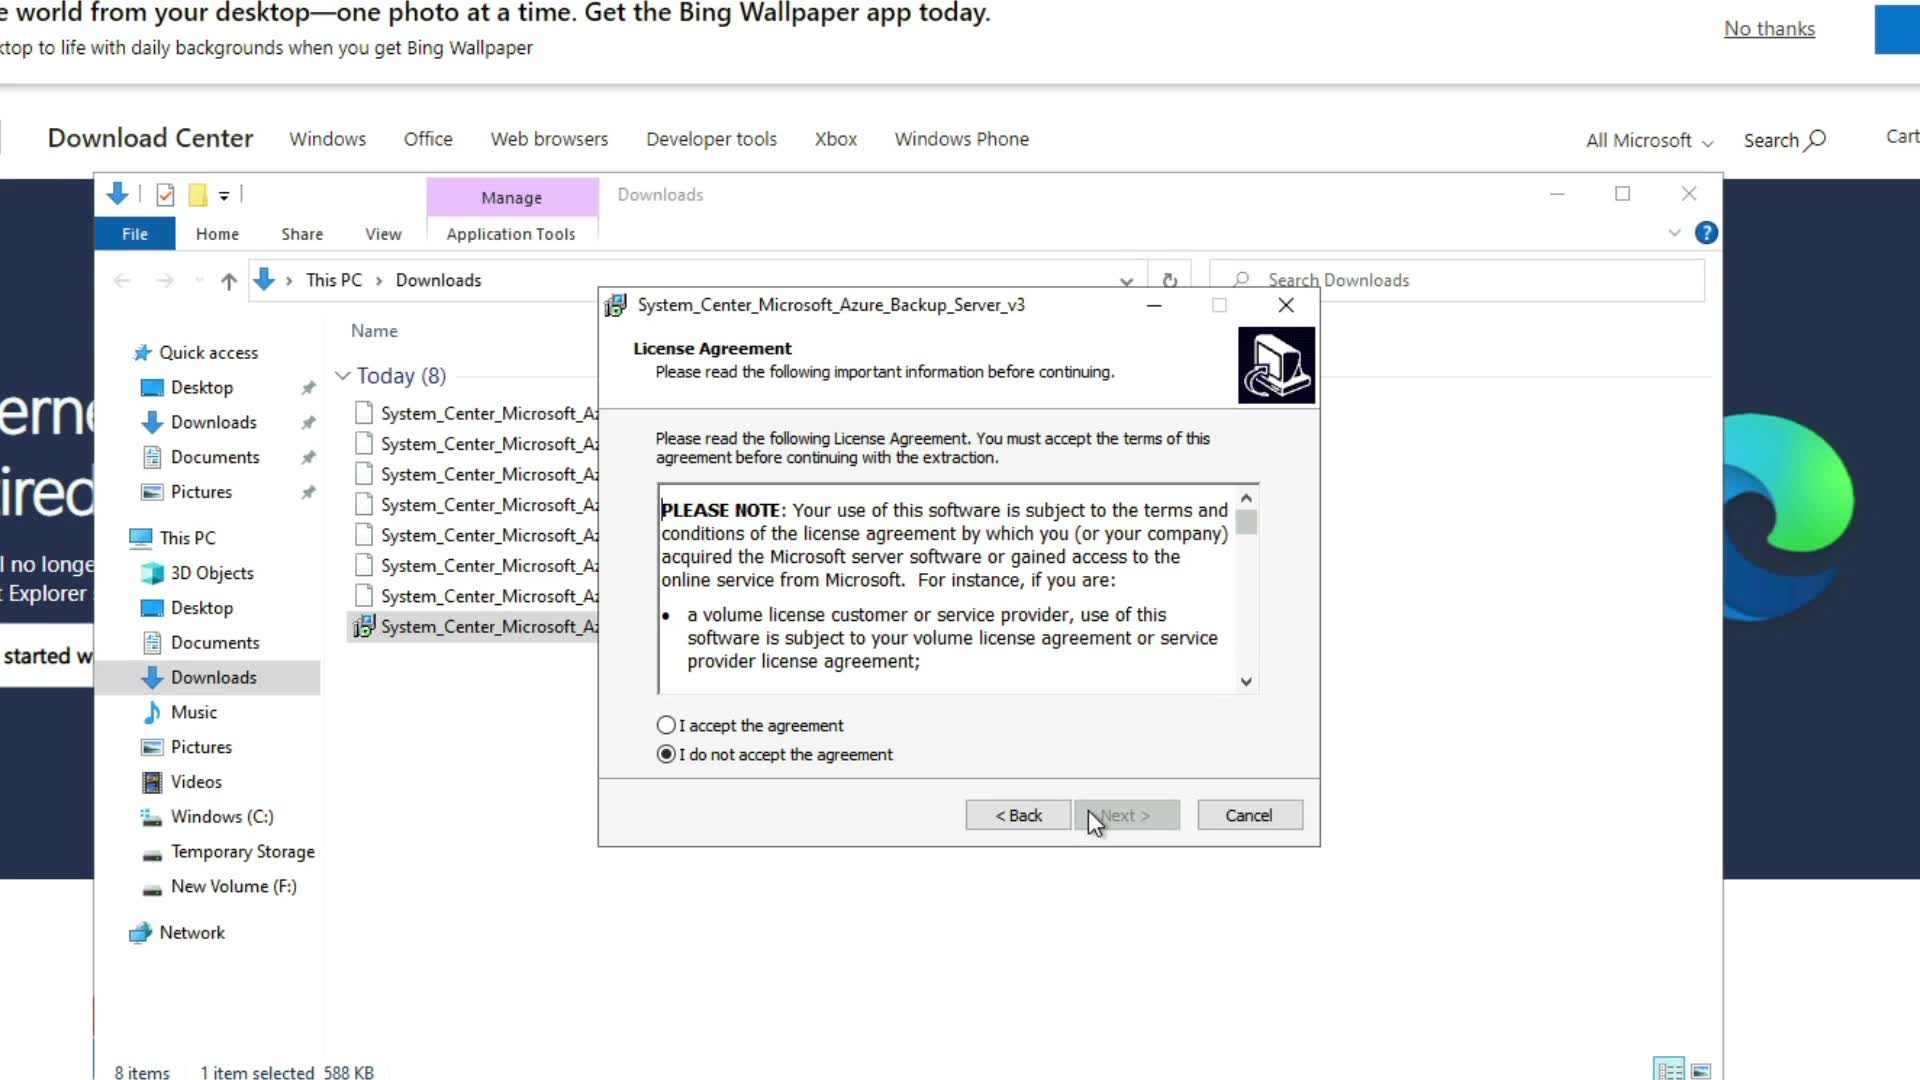 e world from your desktop—one photo at a time. Get the Bing Wallpaper app today.
No thanks
ktop to life with daily backgrounds when you get Bing Wallpaper
Download Center
Windows
Office
Web browsers
Developer tools
Xbox
Windows Phone
All Microsoft
Search
Cart
Manage
Downloads
File
Home
Share
View
Application Tools
?
This PC > Downloads
Search Downloads
Name
Quick access
Desktop
Downloads
Documents
Pictures
This PC
3D Objects
Desktop
Documents
Downloads
Music
Pictures
Videos
Windows (C:)
Temporary Storage
New Volume (F:)
Network
Today (8)
System_Center_Microsoft_Az
System_Center_Microsoft_Az
System_Center_Microsoft_Az
System_Center_Microsoft_Az
System_Center_Microsoft_Az
System_Center_Microsoft_Az
System_Center_Microsoft_Az
System_Center_Microsoft_Az
System_Center_Microsoft_Azure_Backup_Server_v3
License Agreement
Please read the following important information before continuing.
Please read the following License Agreement. You must accept the terms of this
agreement before continuing with the extraction.
PLEASE NOTE: Your use of this software is subject to the terms and
conditions of the license agreement by which you (or your company)
acquired the Microsoft server software or gained access to the
online service from Microsoft. For instance, if you are:
• a volume license customer or service provider, use of this
software is subject to your volume license agreement or service
provider license agreement;
I accept the agreement
I do not accept the agreement
< Back
Next >
Cancel
erne
ired
l no longe
t Explorer
started w
8 items
1 item selected 588 KB